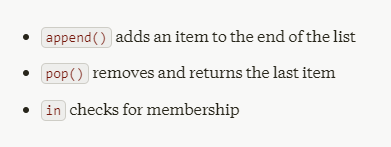 • append() adds an item to the end of the list
• pop() removes and returns the last item
• in checks for membership